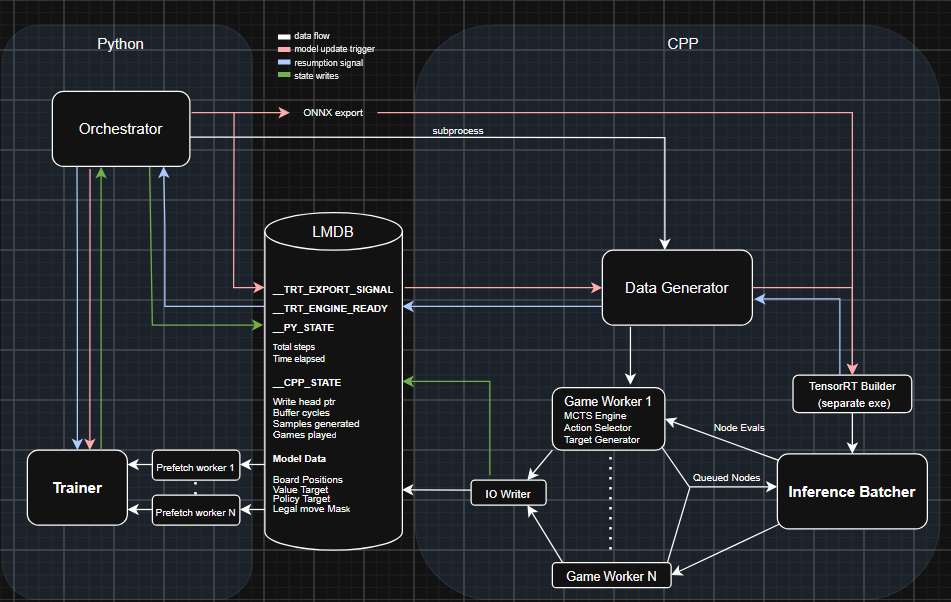 Python
data flow
model update trigger
resumption signal
state writes
CPP
Orchestrator
ONNX export
subprocess
LMDB
__TRT_EXPORT_SIGNAL
__TRT_ENGINE_READY
__PY_STATE
Total steps
Time elapsed
__CPP_STATE
Write head ptr
Buffer cycles
Samples generated
Games played
Model Data
Board Positions
Value Target
Policy Target
Legal move Mask
Data Generator
TensorRT Builder
(separate exe)
Game Worker 1
MCTS Engine
Action Selector
Target Generator
Node Evals
Queued Nodes
Inference Batcher
IO Writer
Game Worker N
Trainer
Prefetch worker 1
Prefetch worker N